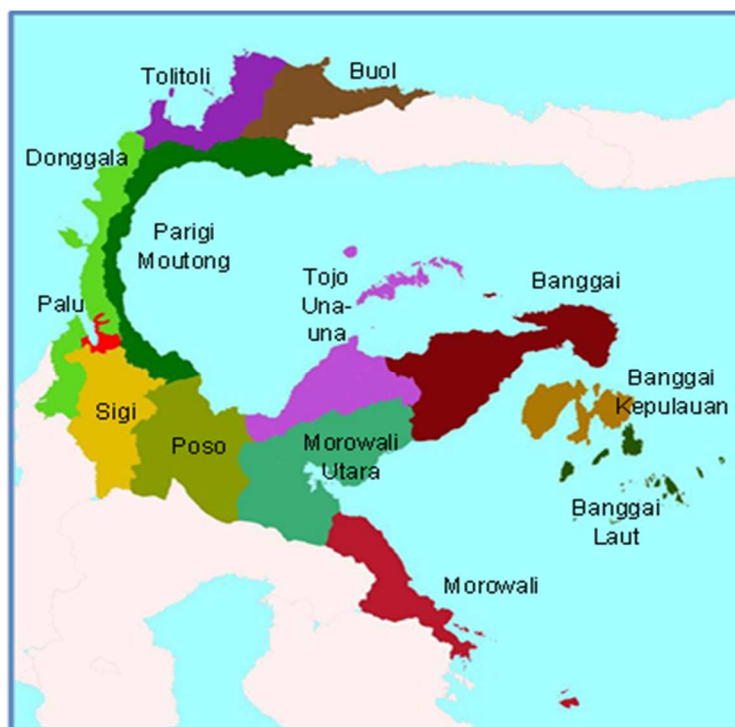 Tolitoli
Buol
Donggala
Parigi
Moutong
Tojo
Una-
una
Banggai
Palu
Banggai
Kepulauan
Sigi
Poso
Morowali
Utara
Banggai
Laut
Morowali